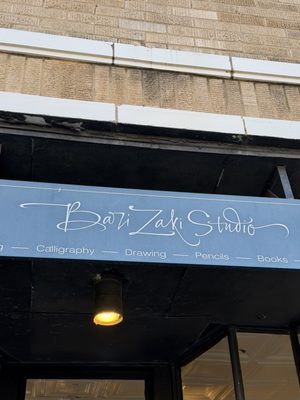 Bari Zaki Studio
— Calligraphy — Drawing — Pencils — Books —